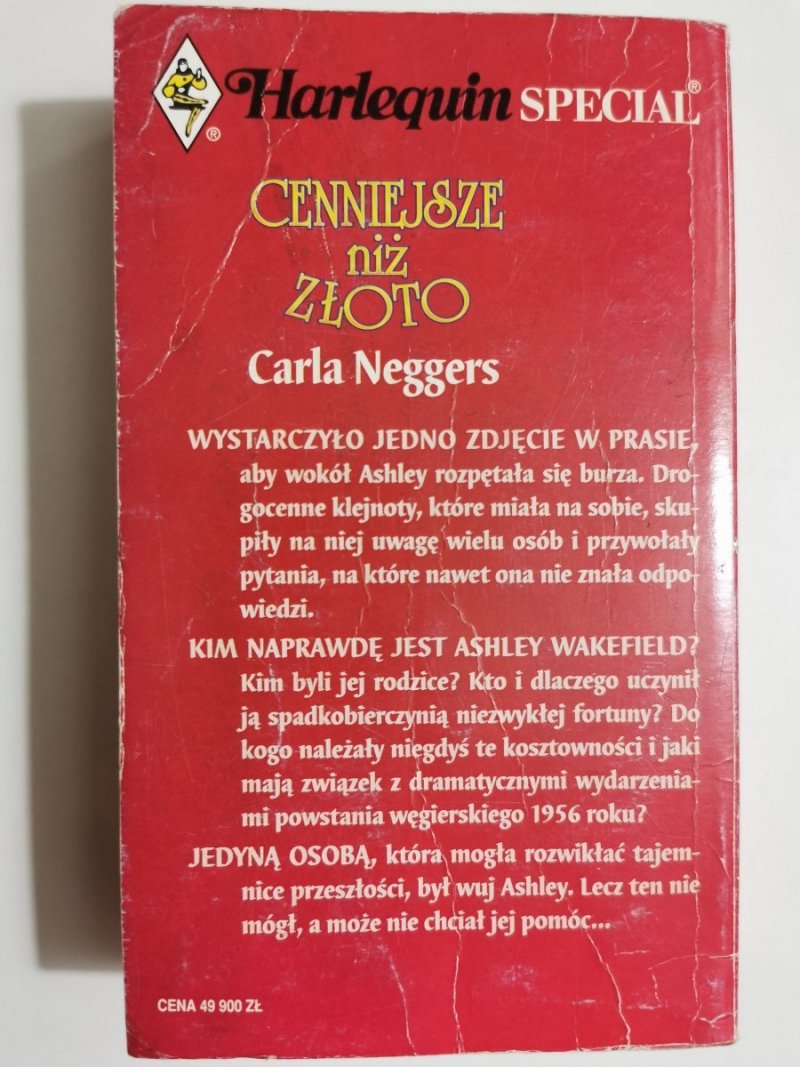 Harlequin SPECIAL®
®
CENNIEJSZE
niż
ZŁOTO
Carla Neggers
WYSTARCZYŁO JEDNO ZDJĘCIE W PRASIE,
aby wokół Ashley rozpętała się burza. Dro-
gocenne klejnoty, które miała na sobie, sku-
piły na niej uwagę wielu osób i przywołały
pytania, na które nawet ona nie znała odpo-
wiedzi.
KIM NAPRAWDĘ JEST ASHLEY WAKEFIELD?
Kim byli jej rodzice? Kto i dlaczego uczynił
ją spadkobierczynią niezwykłej fortuny? Do
kogo należały niegdyś te kosztowności i jaki
mają związek z dramatycznymi wydarzenia-
mi powstania węgierskiego 1956 roku?
JEDYNĄ OSOBĄ, która mogła rozwikłać tajem-
nice przeszłości, był wuj Ashley. Lecz ten nie
mógł, a może nie chciał jej pomóc...
CENA 49 900 ZŁ